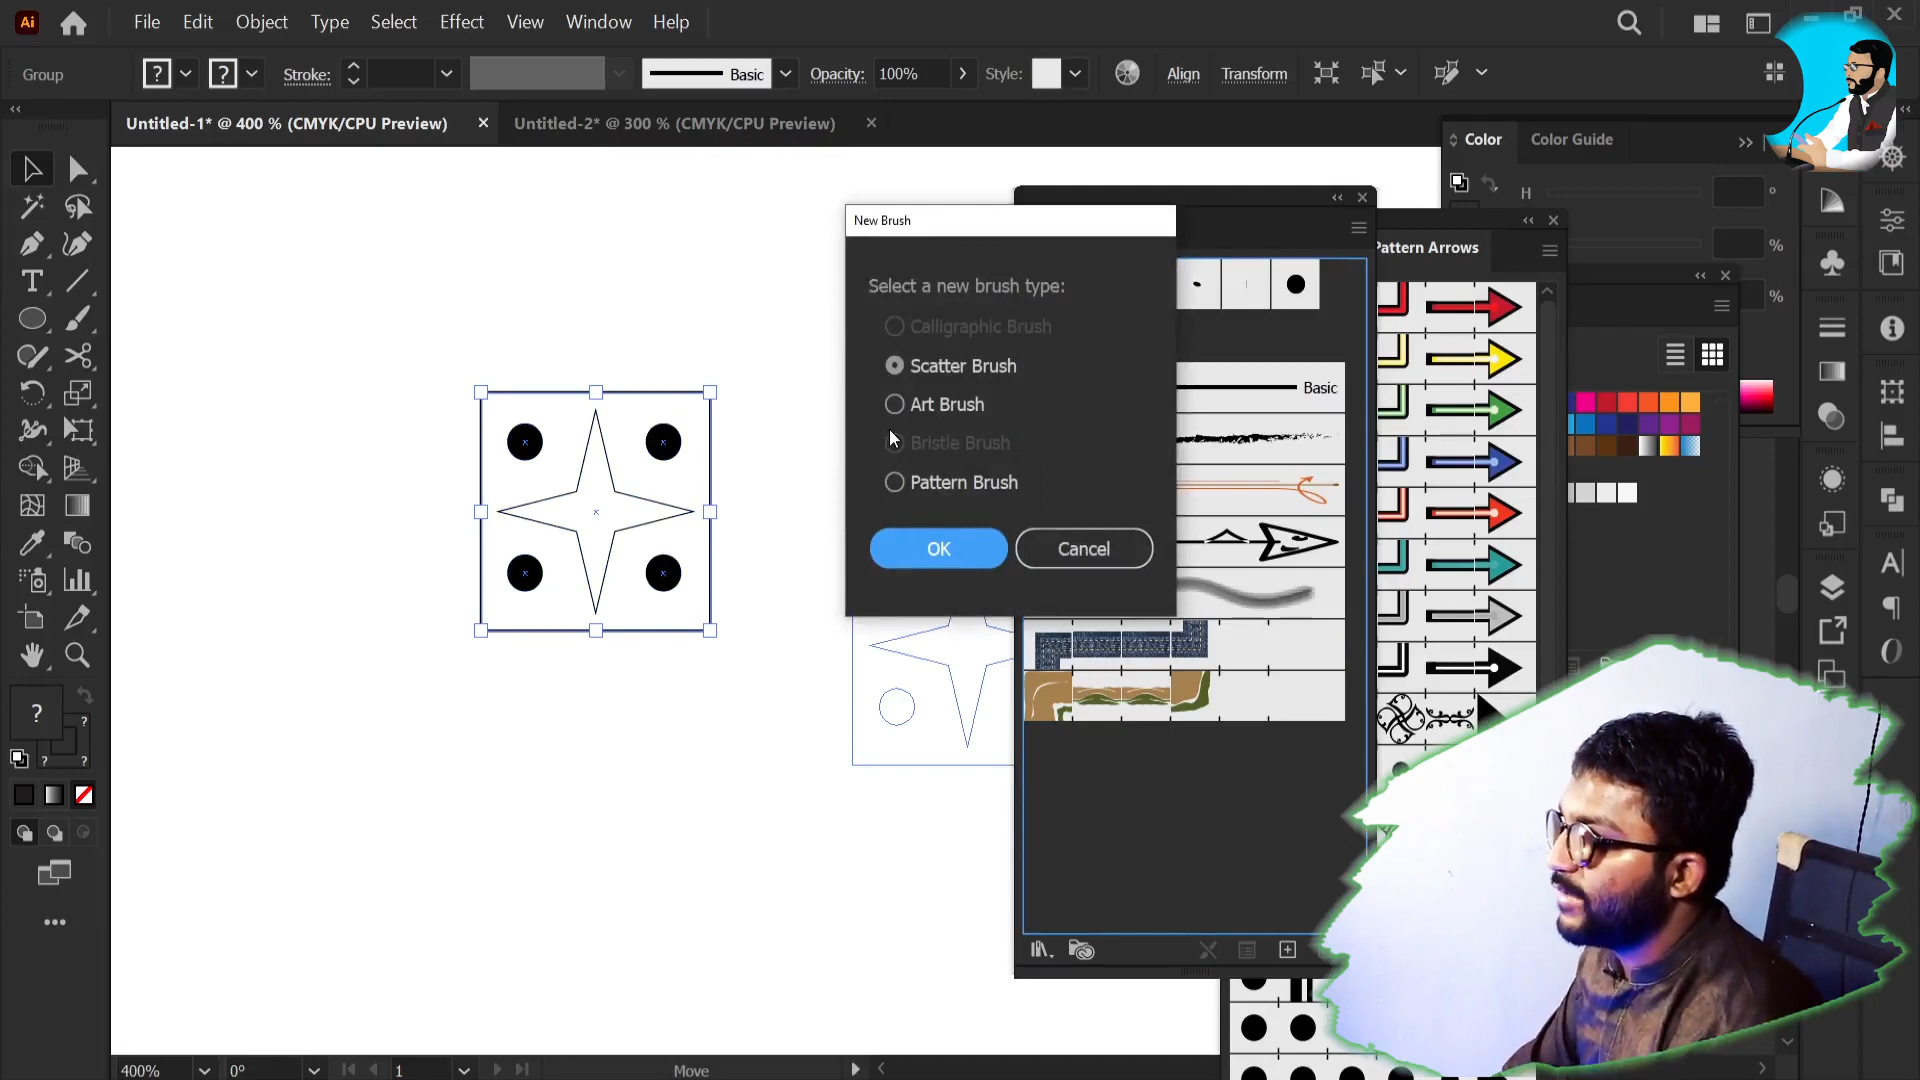 Ai File Edit Object Type Select Effect View Window Help
Group ? ? Stroke: Basic Opacity: 100% Style: Align Transform
Untitled-1* @ 400 % (CMYK/CPU Preview) Untitled-2* @ 300 % (CMYK/CPU Preview)
Color Color Guide
H °
New Brush
Pattern Arrows
%
Select a new brush type:
%
Calligraphic Brush
Scatter Brush
Art Brush
Basic
Bristle Brush
Pattern Brush
OK Cancel
? ?
? ?
400% 0° 1 Move